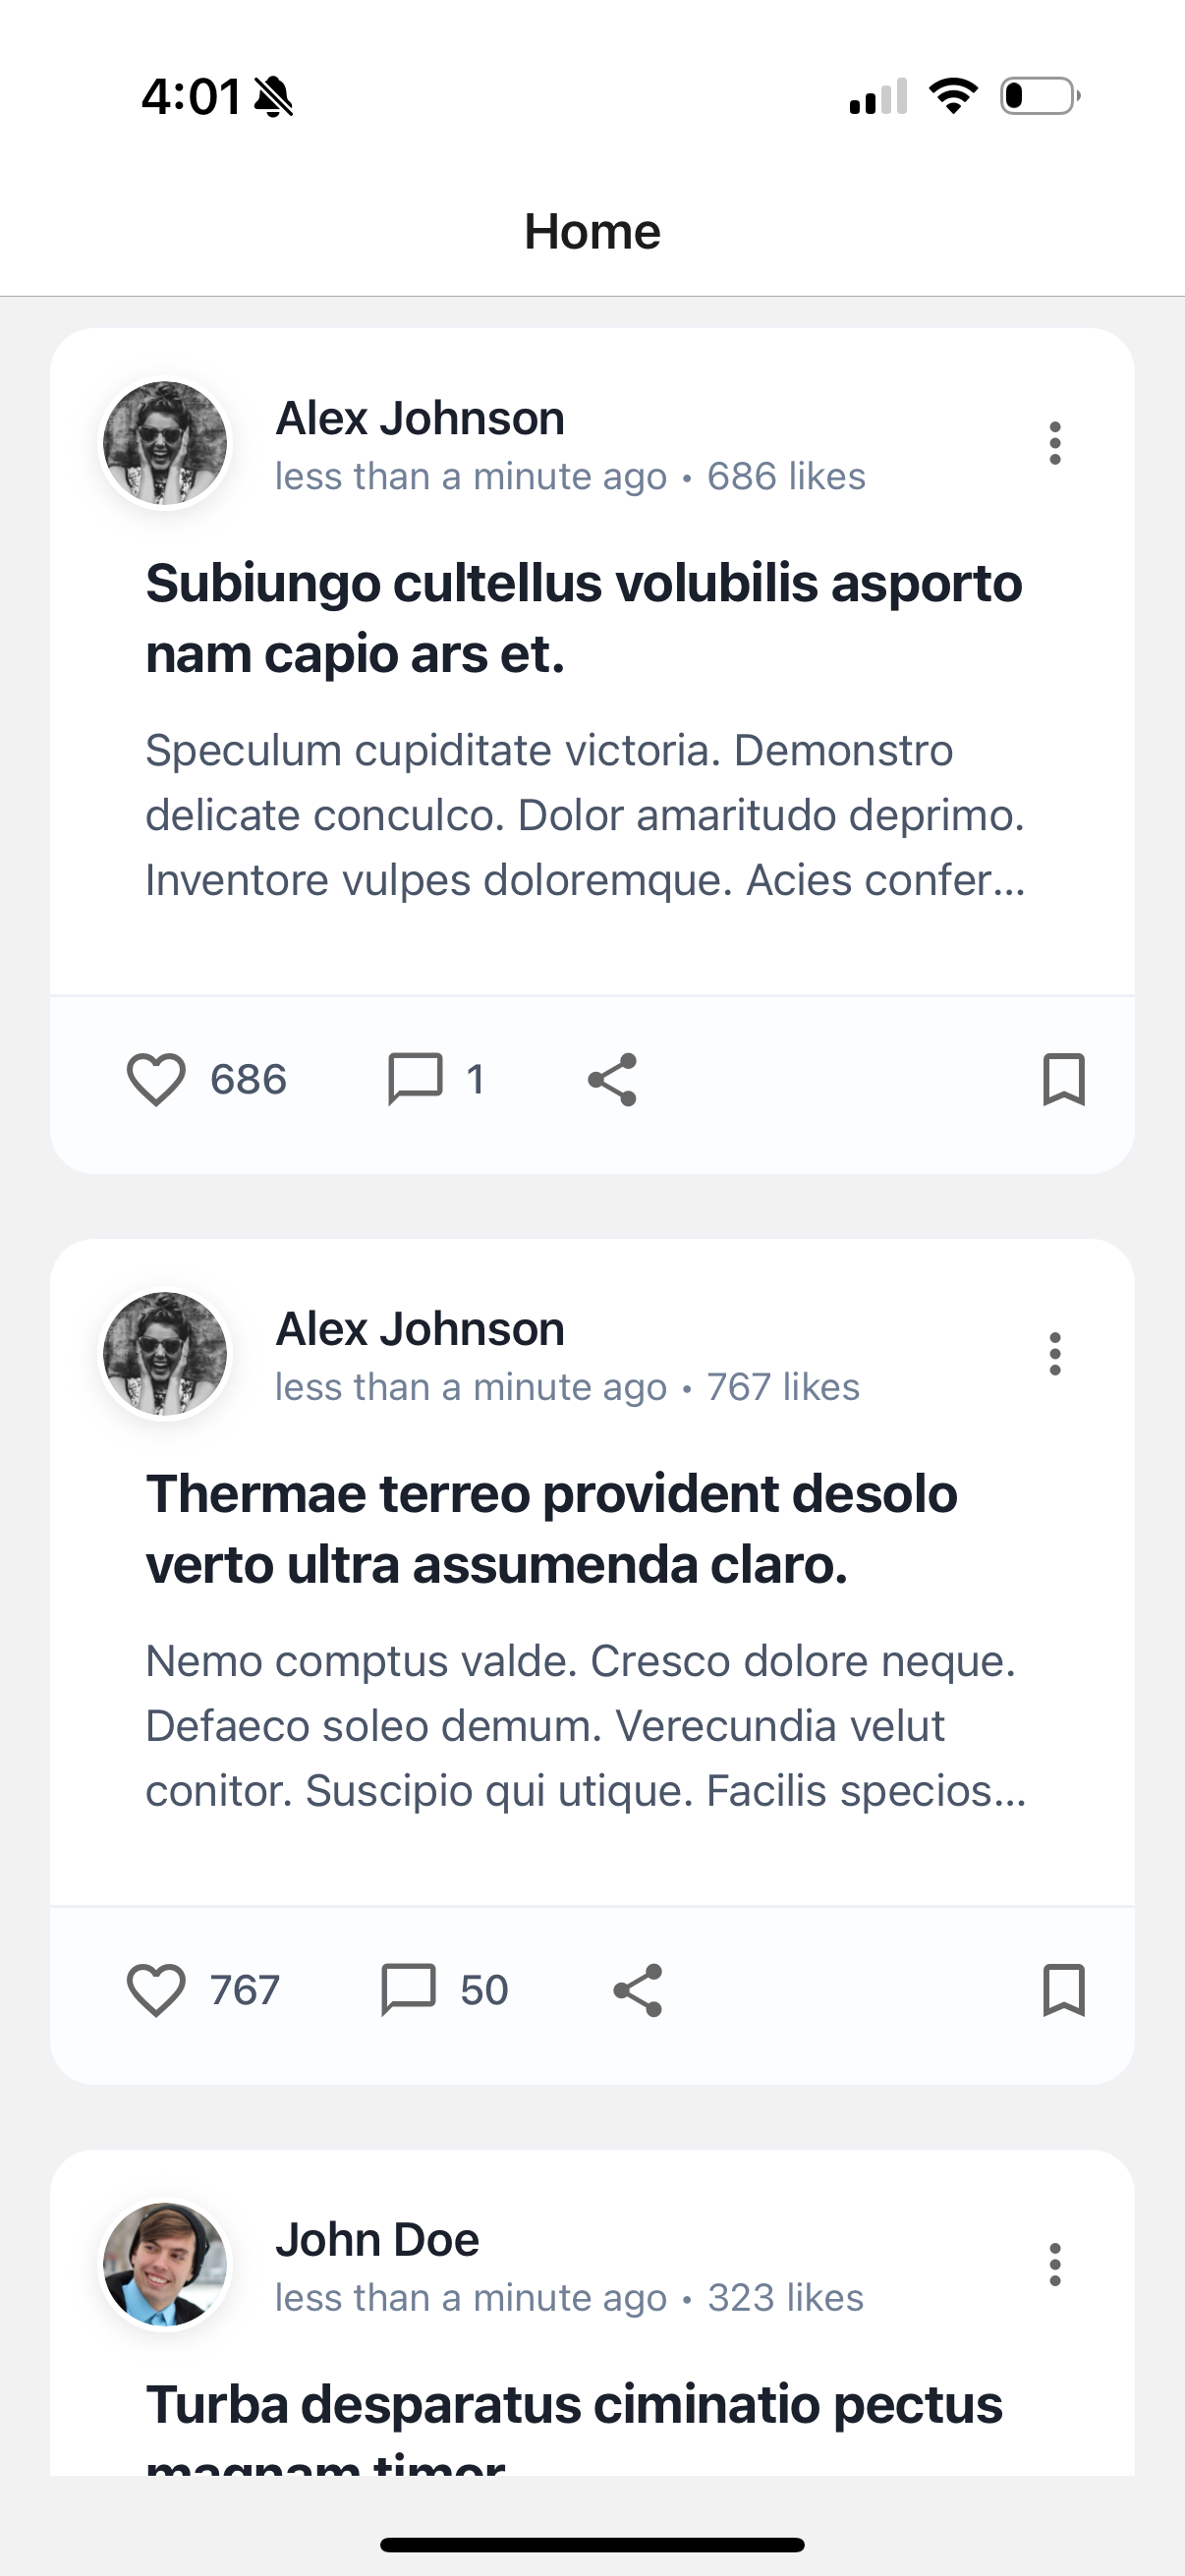 4:01
Home
Alex Johnson
less than a minute ago • 686 likes
Subiungo cultellus volubilis asporto
nam capio ars et.
Speculum cupiditate victoria. Demonstro
delicate conculco. Dolor amaritudo deprimo.
Inventore vulpes doloremque. Acies confer...
686 1
Alex Johnson
less than a minute ago • 767 likes
Thermae terreo provident desolo
verto ultra assumenda claro.
Nemo comptus valde. Cresco dolore neque.
Defaeco soleo demum. Verecundia velut
conitor. Suscipio qui utique. Facilis specios...
767 50
John Doe
less than a minute ago • 323 likes
Turba desparatus ciminatio pectus
magnam timor